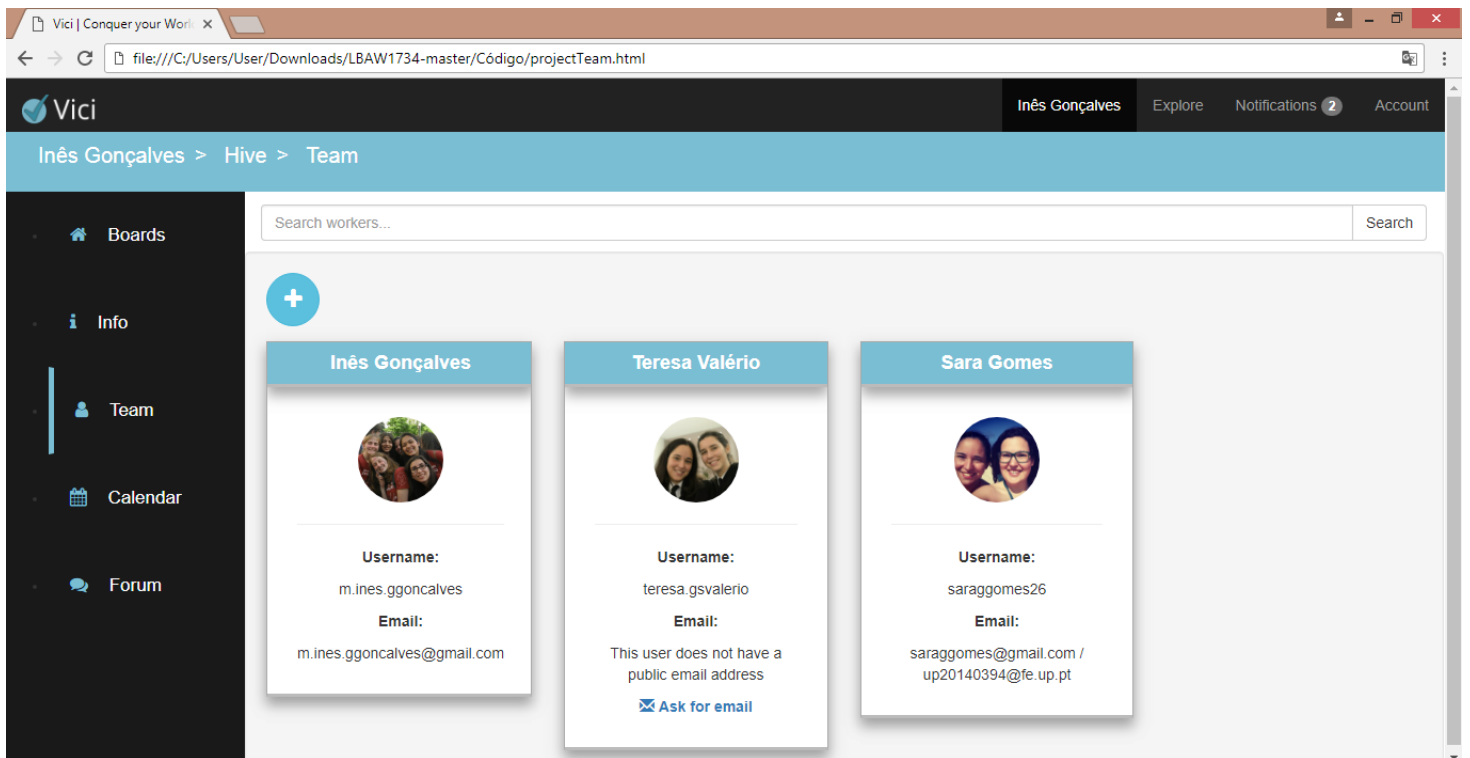 Vici | Conquer your Worl
file:///C:/Users/User/Downloads/LBAW1734-master/Código/projectTeam.html
Vici
Inês Gonçalves
Explore
Notifications 2
Account
Inês Gonçalves > Hive > Team
Boards
Info
Team
Calendar
Forum
Search workers...
Search
Inês Gonçalves
Username:
m.ines.ggoncalves
Email:
m.ines.ggoncalves@gmail.com
Teresa Valério
Username:
teresa.gsvalerio
Email:
This user does not have a
public email address
Ask for email
Sara Gomes
Username:
saraggomes26
Email:
saraggomes@gmail.com /
up20140394@fe.up.pt